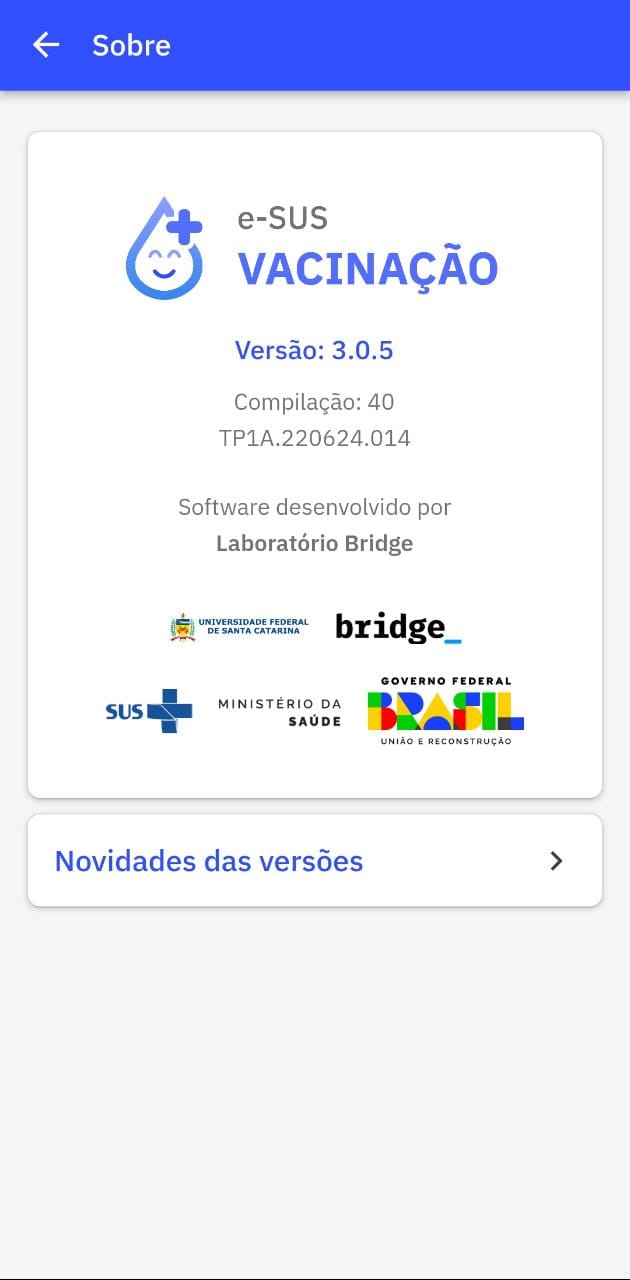 Sobre
e-SUS
VACINAÇÃO
Versão: 3.0.5
Compilação: 40
TP1A.220624.014
Software desenvolvido por
Laboratório Bridge
UNIVERSIDADE FEDERAL
DE SANTA CATARINA
bridge_
SUS
MINISTÉRIO DA
SAÚDE
GOVERNO FEDERAL
BRASIL
UNIÃO E RECONSTRUÇÃO
Novidades das versões